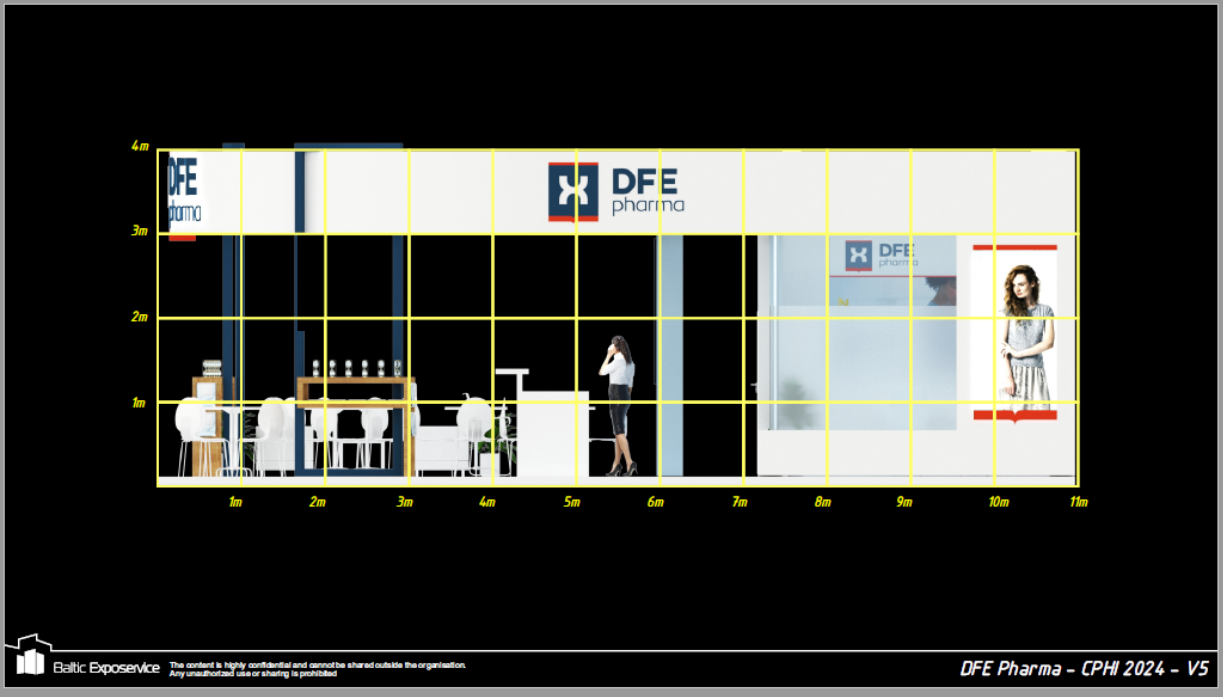 4m
DFE
pharma
DFE
pharma
3m
DFE
pharma
2m
1m
1m 2m 3m 4m 5m 6m 7m 8m 9m 10m 11m
Baltic Exposervice
The content is highly confidential and cannot be shared outside the organisation.
Any unauthorized use or sharing is prohibited
DFE Pharma - CPHI 2024 - V5